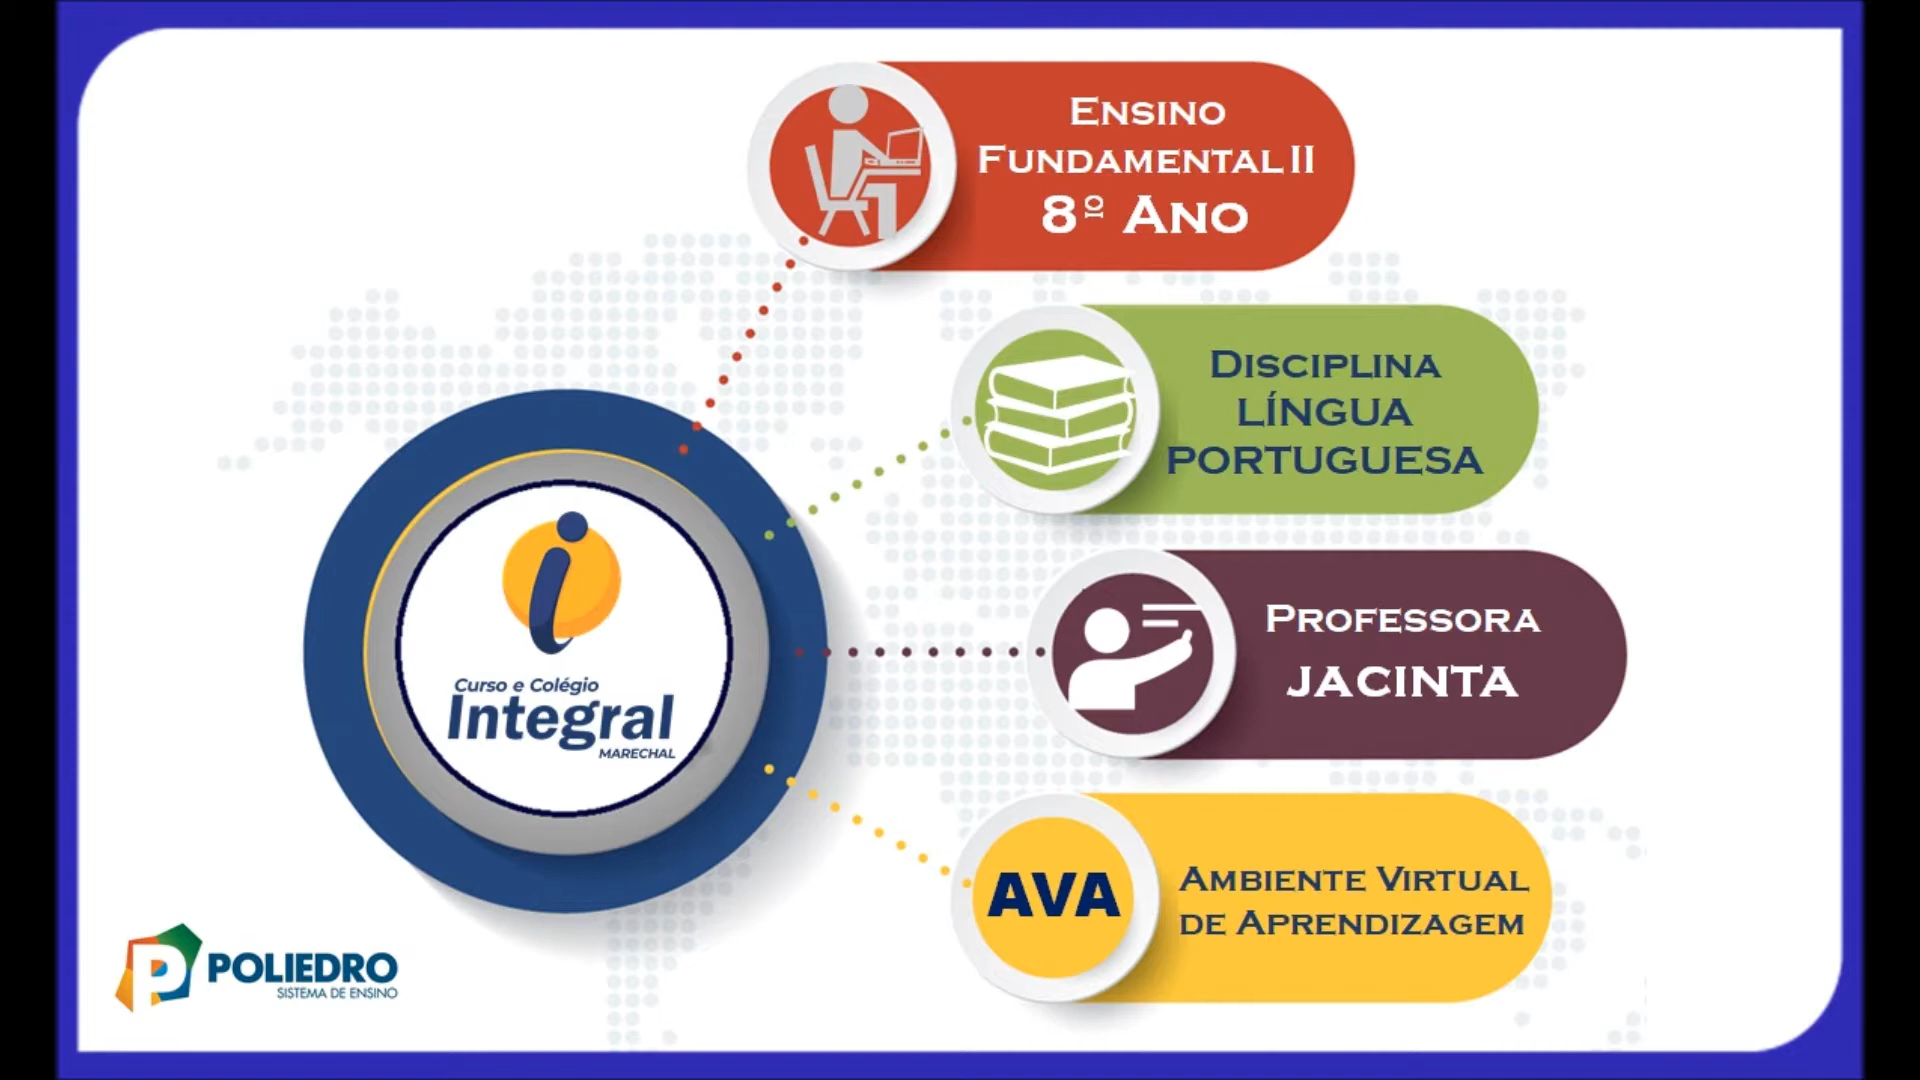 ENSINO
FUNDAMENTAL II
8º ANO
DISCIPLINA
LÍNGUA
PORTUGUESA
Curso e Colégio
Integral
MARECHAL
PROFESSORA
JACINTA
AVA
AMBIENTE VIRTUAL
DE APRENDIZAGEM
POLIEDRO
SISTEMA DE ENSINO